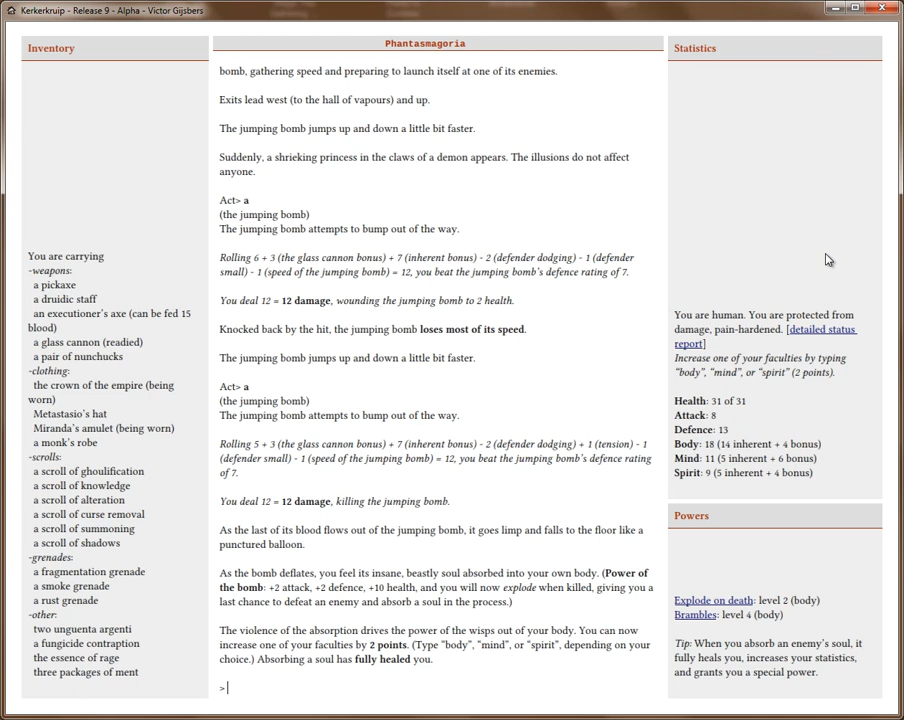 Kerkerkruip - Release 9 - Alpha - Victor Gijsbers
Inventory
You are carrying
-weapons:
a pickaxe
a druidic staff
an executioner's axe (can be fed 15
blood)
a glass cannon (readied)
a pair of nunchucks
-clothing:
the crown of the empire (being
worn)
Metastasio's hat
Miranda's amulet (being worn)
a monk's robe
-scrolls:
a scroll of ghoulification
a scroll of knowledge
a scroll of alteration
a scroll of curse removal
a scroll of summoning
a scroll of shadows
-grenades:
a fragmentation grenade
a smoke grenade
a rust grenade
-other:
two unguenta argenti
a fungicide contraption
the essence of rage
three packages of ment
Phantasmagoria
bomb, gathering speed and preparing to launch itself at one of its enemies.
Exits lead west (to the hall of vapours) and up.
The jumping bomb jumps up and down a little bit faster.
Suddenly, a shrieking princess in the claws of a demon appears. The illusions do not affect
anyone.
Act> a
(the jumping bomb)
The jumping bomb attempts to bump out of the way.
Rolling 6 + 3 (the glass cannon bonus) + 7 (inherent bonus) - 2 (defender dodging) - 1 (defender
small) - 1 (speed of the jumping bomb) = 12, you beat the jumping bomb's defence rating of 7.
You deal 12 = 12 damage, wounding the jumping bomb to 2 health.
Knocked back by the hit, the jumping bomb loses most of its speed.
The jumping bomb jumps up and down a little bit faster.
Act> a
(the jumping bomb)
The jumping bomb attempts to bump out of the way.
Rolling 5 + 3 (the glass cannon bonus) + 7 (inherent bonus) - 2 (defender dodging) + 1 (tension) - 1
(defender small) - 1 (speed of the jumping bomb) = 12, you beat the jumping bomb's defence rating
of 7.
You deal 12 = 12 damage, killing the jumping bomb.
As the last of its blood flows out of the jumping bomb, it goes limp and falls to the floor like a
punctured balloon.
As the bomb deflates, you feel its insane, beastly soul absorbed into your own body. (Power of
the bomb: +2 attack, +2 defence, +10 health, and you will now explode when killed, giving you a
last chance to defeat an enemy and absorb a soul in the process.)
The violence of the absorption drives the power of the wisps out of your body. You can now
increase one of your faculties by 2 points. (Type "body", "mind", or "spirit", depending on your
choice.) Absorbing a soul has fully healed you.
>
Statistics
You are human. You are protected from
damage, pain-hardened. [detailed status
report]
Increase one of your faculties by typing
"body", "mind", or "spirit" (2 points).
Health: 31 of 31
Attack: 8
Defence: 13
Body: 18 (14 inherent + 4 bonus)
Mind: 11 (5 inherent + 6 bonus)
Spirit: 9 (5 inherent + 4 bonus)
Powers
Explode on death: level 2 (body)
Brambles: level 4 (body)
Tip: When you absorb an enemy's soul, it
fully heals you, increases your statistics,
and grants you a special power.